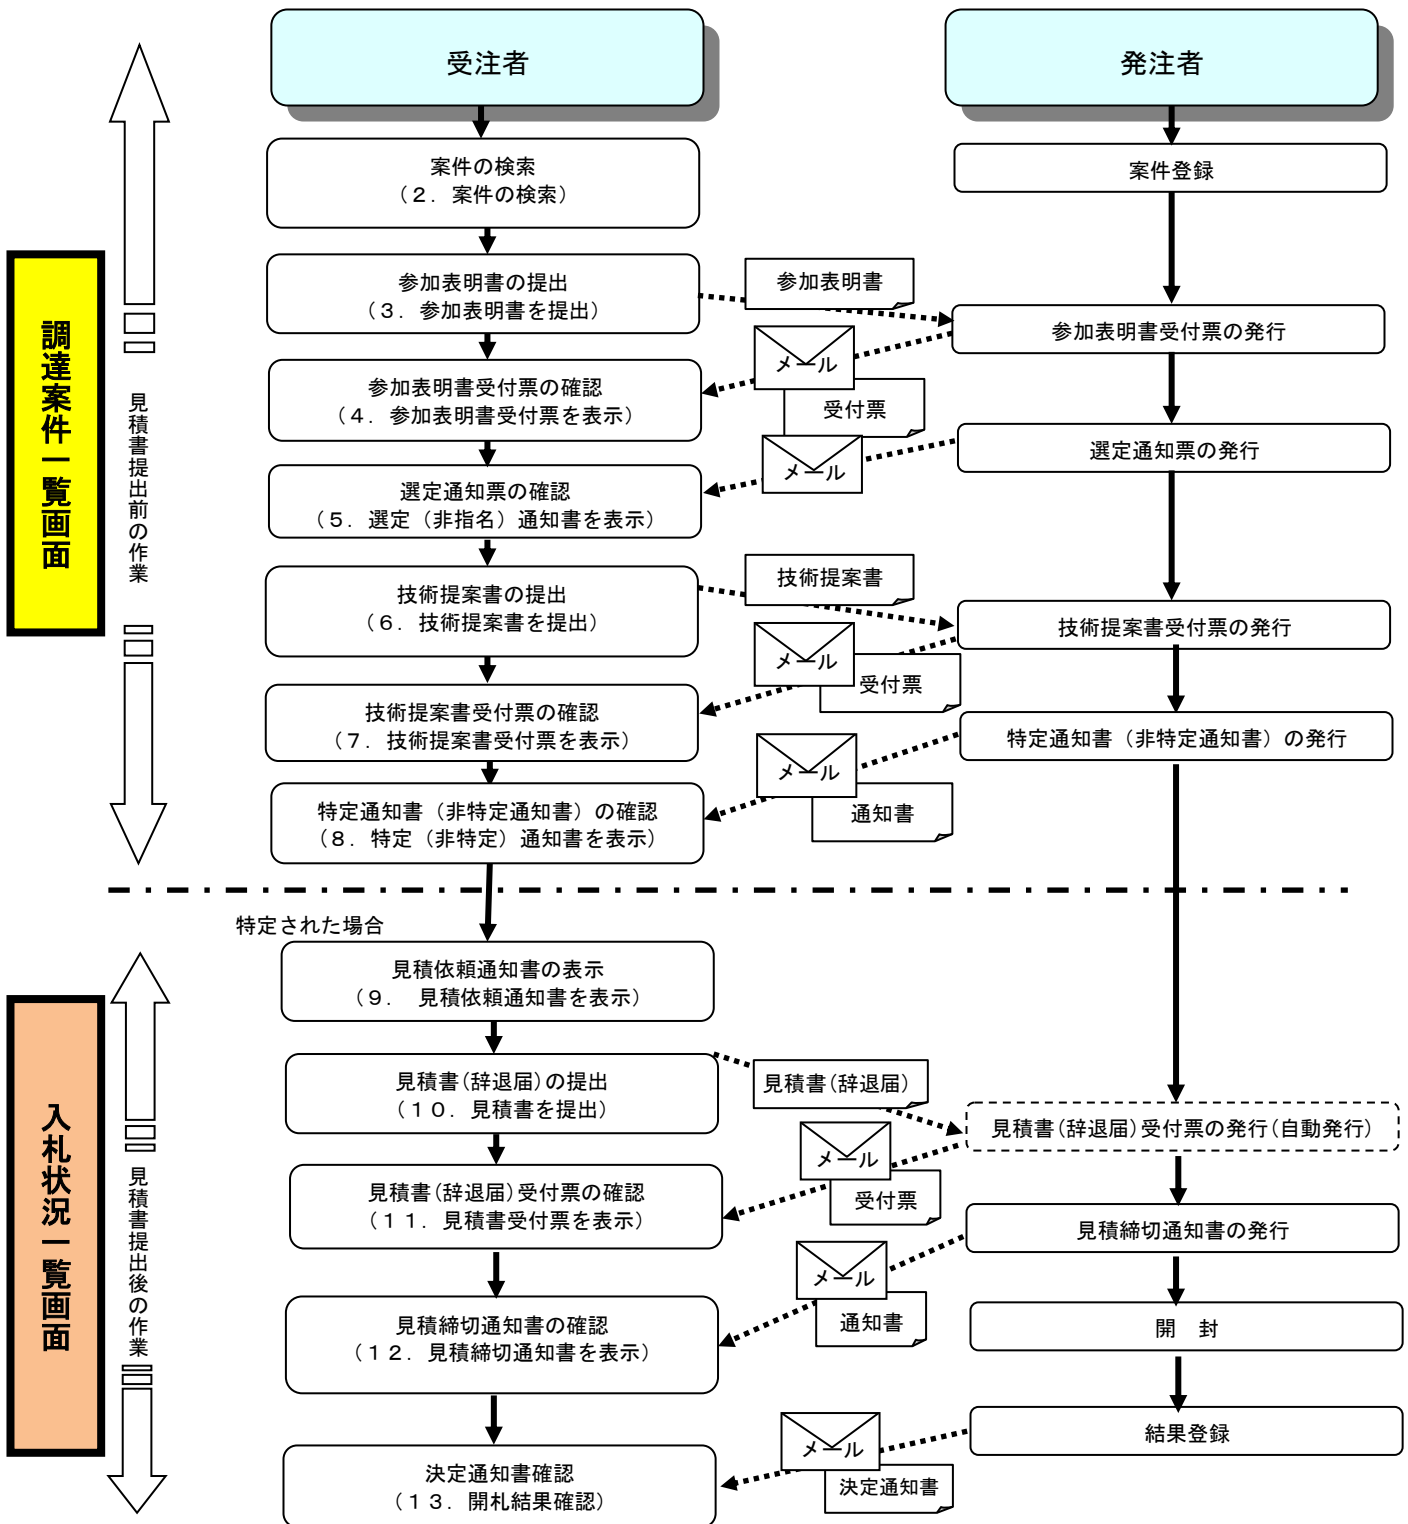 受注者
発注者
案件の検索
（２．案件の検索）
案件登録
参加表明書の提出
（３．参加表明書を提出）
参加表明書
参加表明書受付票の発行
メール
受付票
参加表明書受付票の確認
（４．参加表明書受付票を表示）
選定通知票の発行
メール
選定通知票の確認
（５．選定（非指名）通知書を表示）
技術提案書の提出
（６．技術提案書を提出）
技術提案書
技術提案書受付票の発行
メール
受付票
技術提案書受付票の確認
（７．技術提案書受付票を表示）
特定通知書（非特定通知書）の発行
メール
通知書
特定通知書（非特定通知書）の確認
（８．特定（非特定）通知書を表示）
調達案件一覧画面
見積書提出前の作業
特定された場合
見積依頼通知書の表示
（９．　見積依頼通知書を表示）
見積書(辞退届)の提出
（１０．見積書を提出）
見積書(辞退届)
見積書(辞退届)受付票の発行(自動発行)
メール
受付票
見積書(辞退届)受付票の確認
（１１．見積書受付票を表示）
見積締切通知書の発行
メール
通知書
見積締切通知書の確認
（１２．見積締切通知書を表示）
開　封
結果登録
メール
決定通知書
決定通知書確認
（１３．開札結果確認）
入札状況一覧画面
見積書提出後の作業